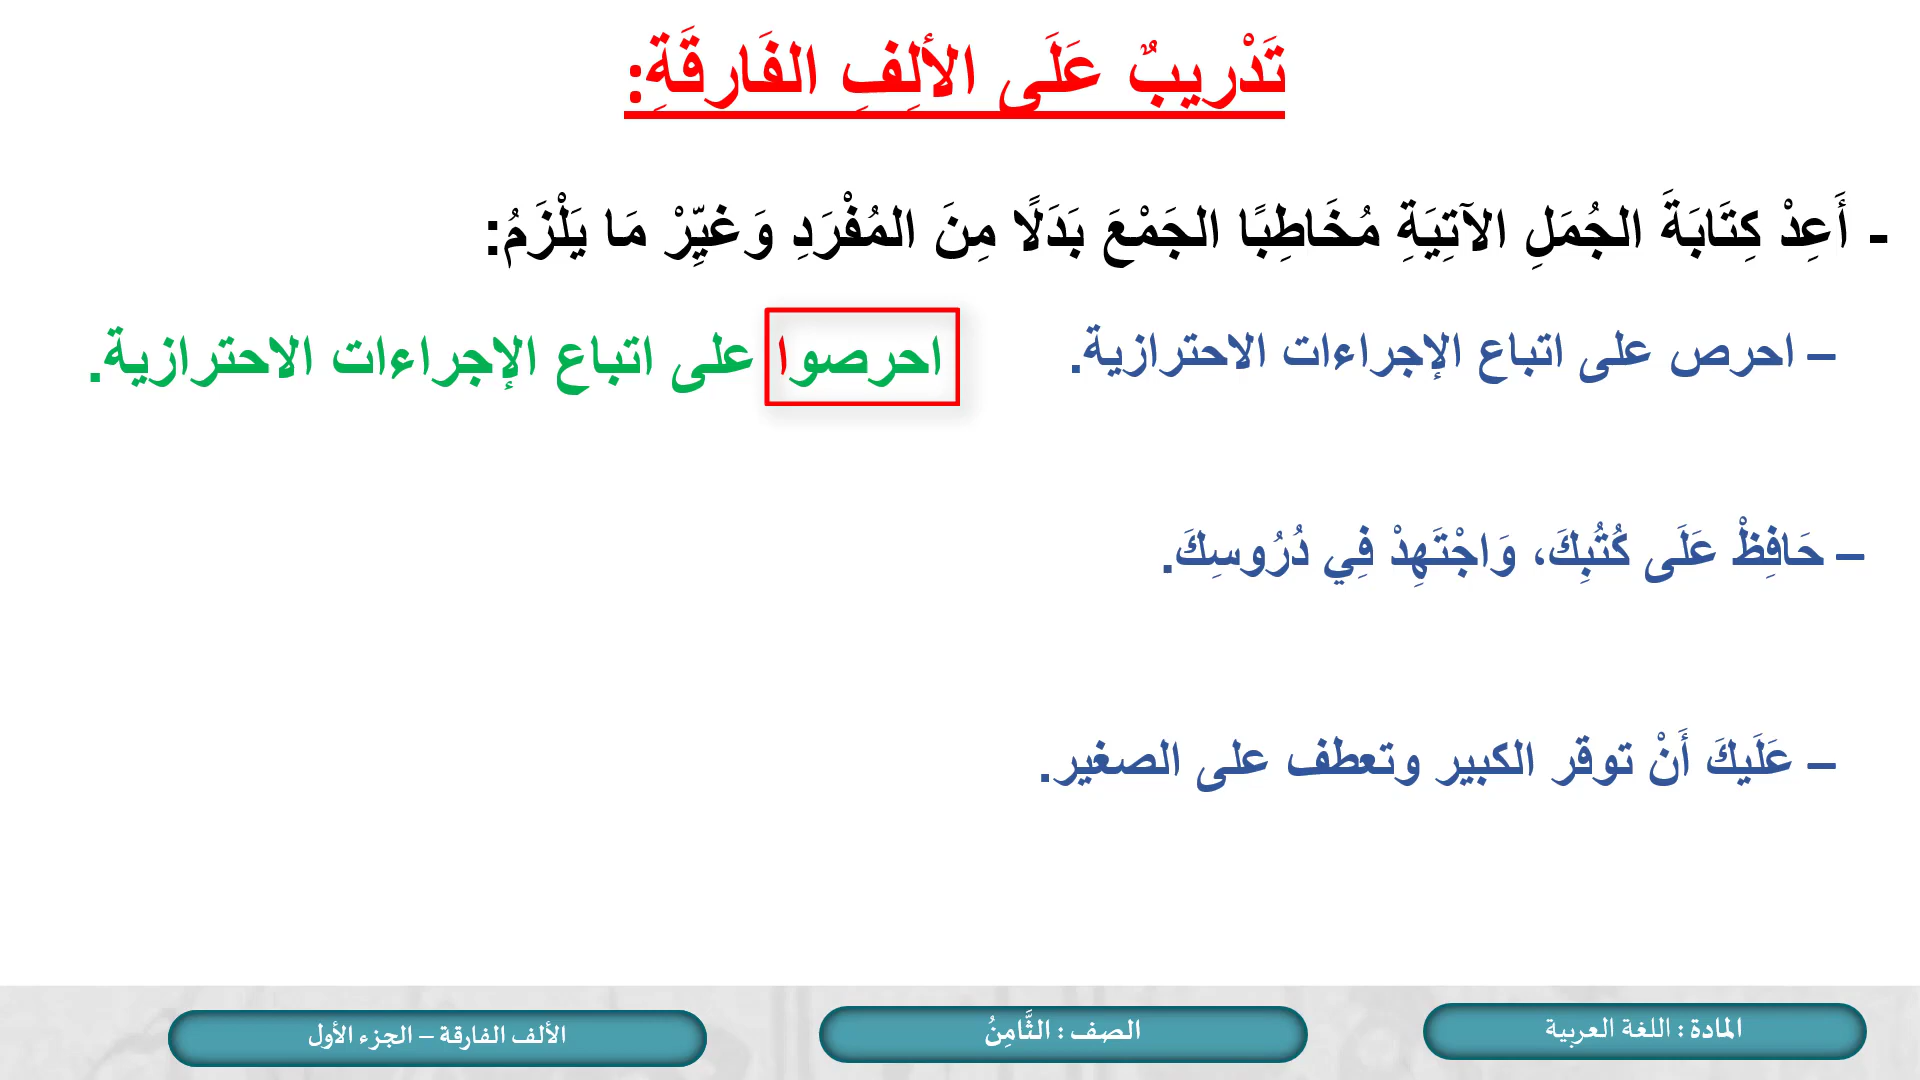 تَدْرِيبٌ عَلَى الألِفِ الفَارقَةِ:
- أَعِدْ كِتَابَةَ الجُمَلِ الآتِيَةِ مُخَاطِبًا الجَمْعَ بَدَلًا مِنَ المُفْرَدِ وَغيِّرْ مَا يَلْزَمُ:
– احرص على اتباع الإجراءات الاحترازية.
احرصوا على اتباع الإجراءات الاحترازية.
– حَافِظْ عَلَى كُتُبِكَ، وَاجْتَهِدْ فِي دُرُوسِكَ.
– عَلَيكَ أَنْ توقر الكبير وتعطف على الصغير.
المادة : اللغة العربية
الصف : الثَّامِنُ
الألف الفارقة – الجزء الأول